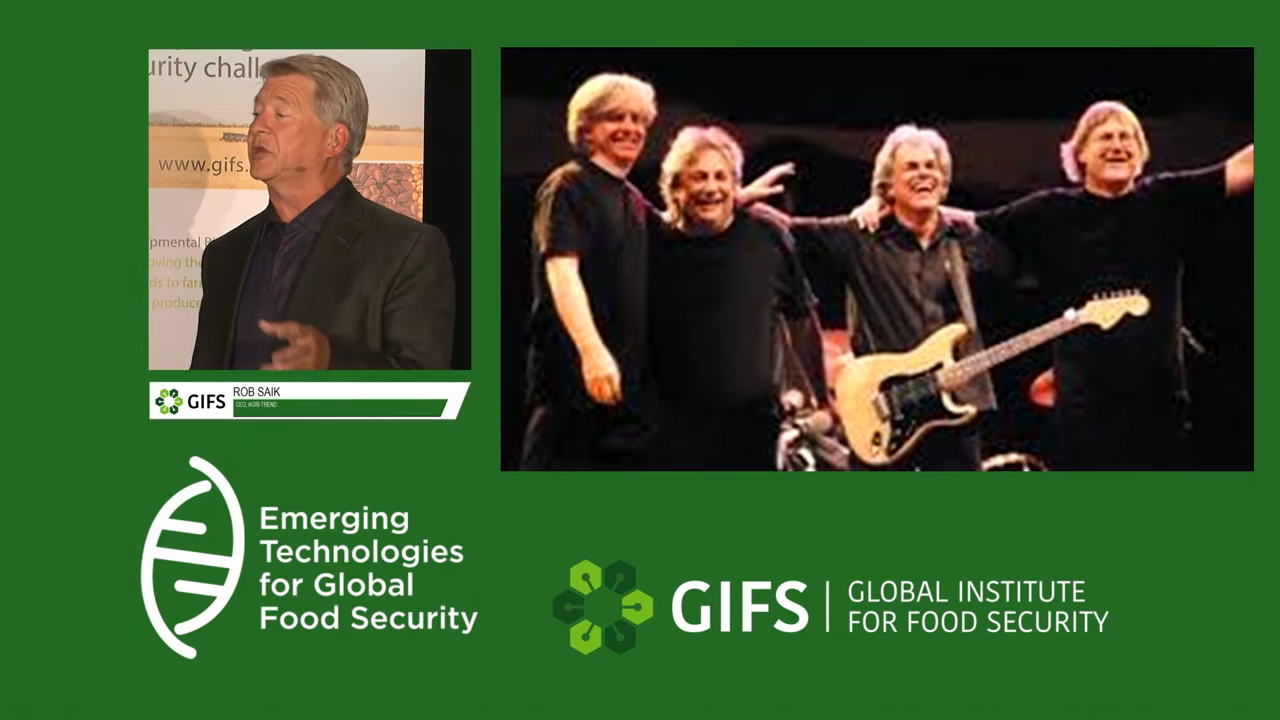 urity chall
www.gifs.
pmental
oving the
ds to far
produce
GIFS
ROB SAIK
CEO, AGRI-TREND
Emerging
Technologies
for Global
Food Security
GIFS
GLOBAL INSTITUTE
FOR FOOD SECURITY